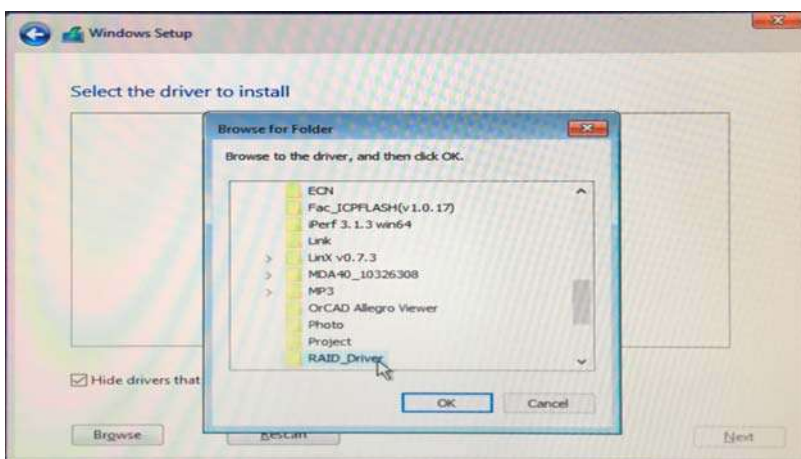 Windows Setup
Select the driver to install
Browse for Folder
Browse to the driver, and then click OK.
ECN
Fac_ICPFLASH(v1.0.17)
iPerf 3.1.3 win64
Link
LinX v0.7.3
MDA40_10326308
MP3
OrCAD Allegro Viewer
Photo
Project
RAID_Driver
Hide drivers that
OK
Cancel
Browse
Rescan
Next